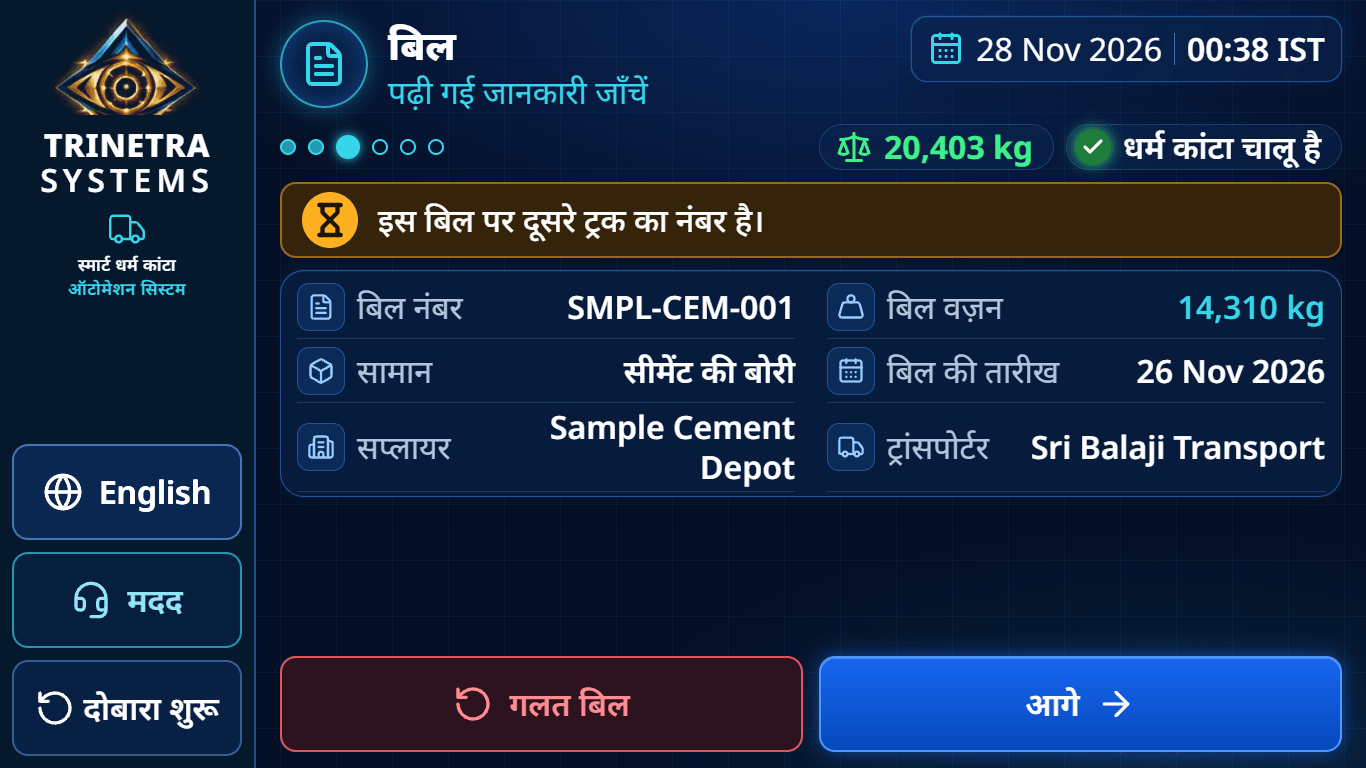 TRINETRA
SYSTEMS
स्मार्ट धर्म कांटा
ऑटोमेशन सिस्टम
English
मदद
दोबारा शुरू
बिल
पढ़ी गई जानकारी जाँचें
28 Nov 2026 00:38 IST
20,403 kg
धर्म कांटा चालू है
इस बिल पर दूसरे ट्रक का नंबर है।
बिल नंबर SMPL-CEM-001
बिल वज़न 14,310 kg
सामान सीमेंट की बोरी
बिल की तारीख 26 Nov 2026
सप्लायर Sample Cement
Depot
ट्रांसपोर्टर Sri Balaji Transport
गलत बिल
आगे